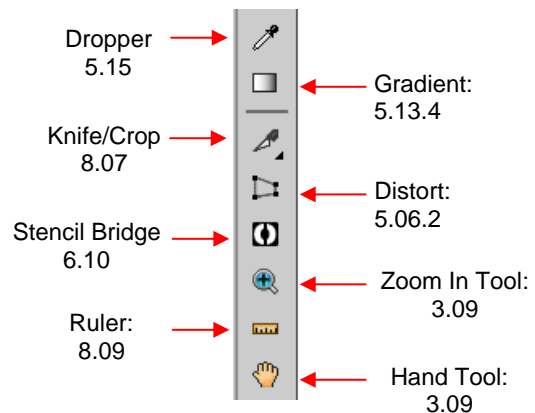 Dropper
5.15
Gradient:
5.13.4
Knife/Crop
8.07
Distort:
5.06.2
Stencil Bridge
6.10
Zoom In Tool:
3.09
Ruler:
8.09
Hand Tool:
3.09